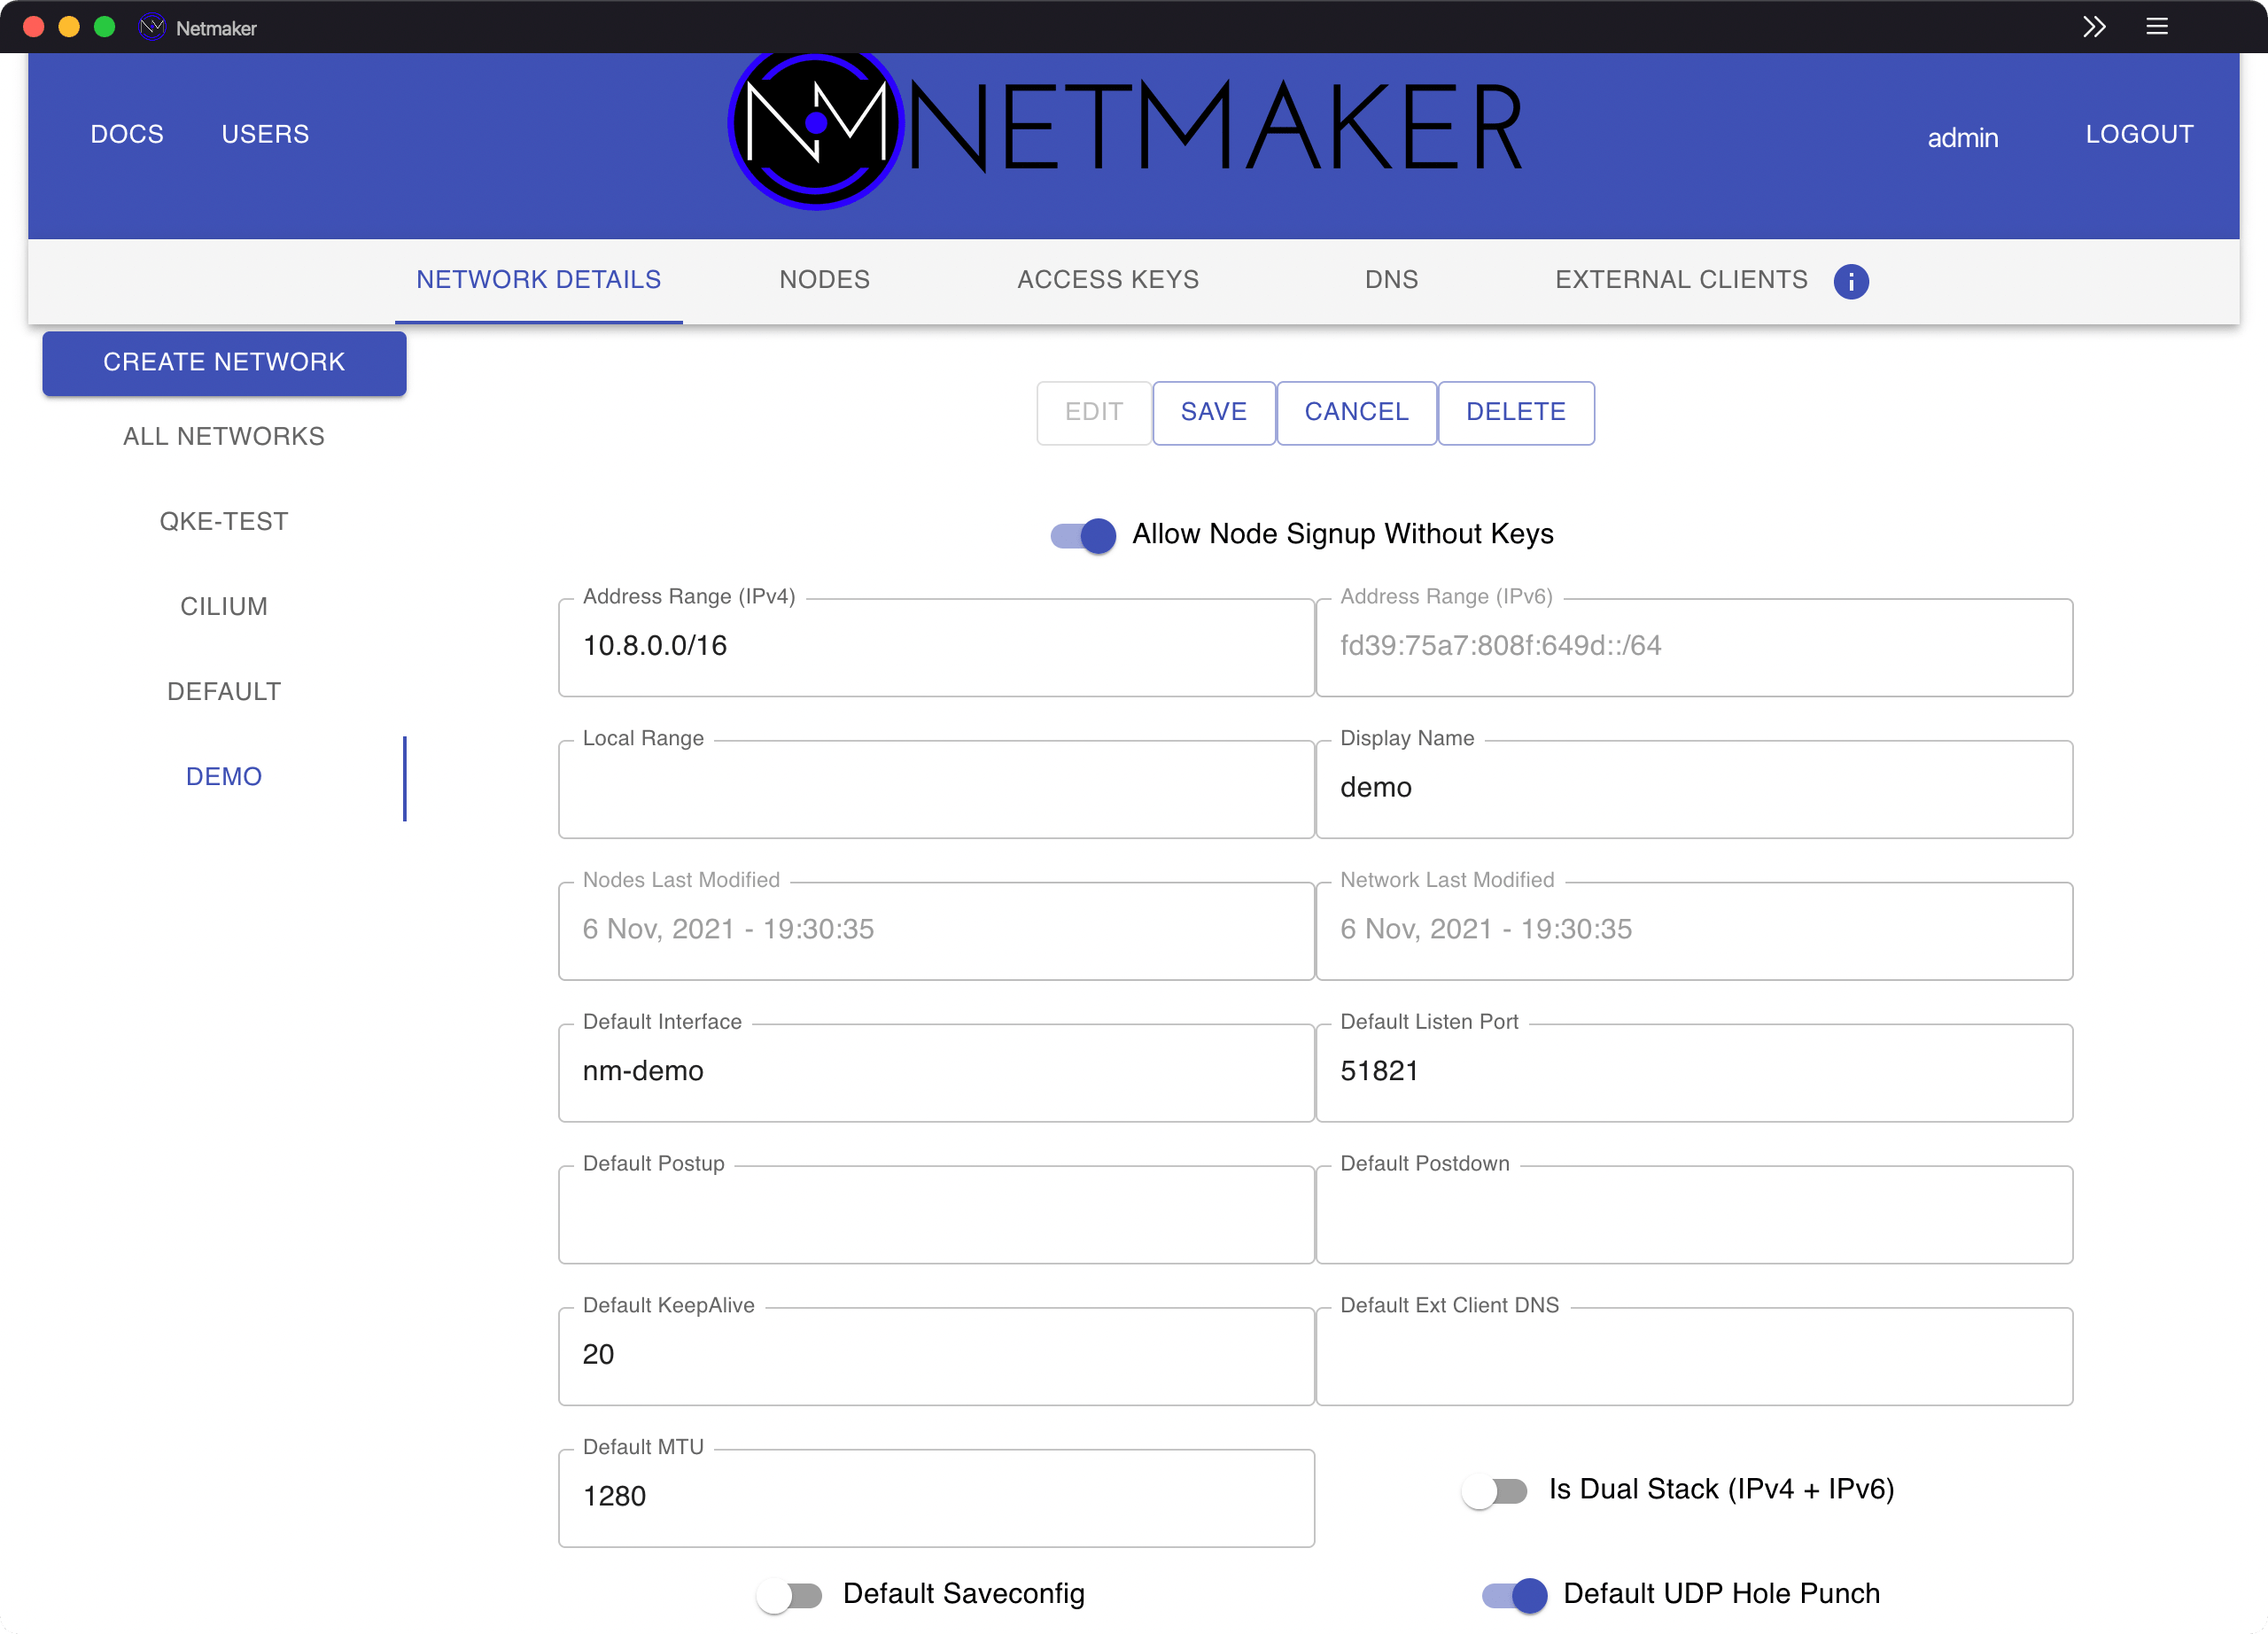 Netmaker
DOCS USERS NM NETMAKER admin LOGOUT
NETWORK DETAILS NODES ACCESS KEYS DNS EXTERNAL CLIENTS i
CREATE NETWORK
ALL NETWORKS
QKE-TEST
CILIUM
DEFAULT
DEMO
EDIT SAVE CANCEL DELETE
Allow Node Signup Without Keys
Address Range (IPv4) Address Range (IPv6)
10.8.0.0/16 fd39:75a7:808f:649d::/64
Local Range Display Name
demo
Nodes Last Modified Network Last Modified
6 Nov, 2021 - 19:30:35 6 Nov, 2021 - 19:30:35
Default Interface Default Listen Port
nm-demo 51821
Default Postup Default Postdown
Default KeepAlive Default Ext Client DNS
20
Default MTU
1280 Is Dual Stack (IPv4 + IPv6)
Default Saveconfig Default UDP Hole Punch